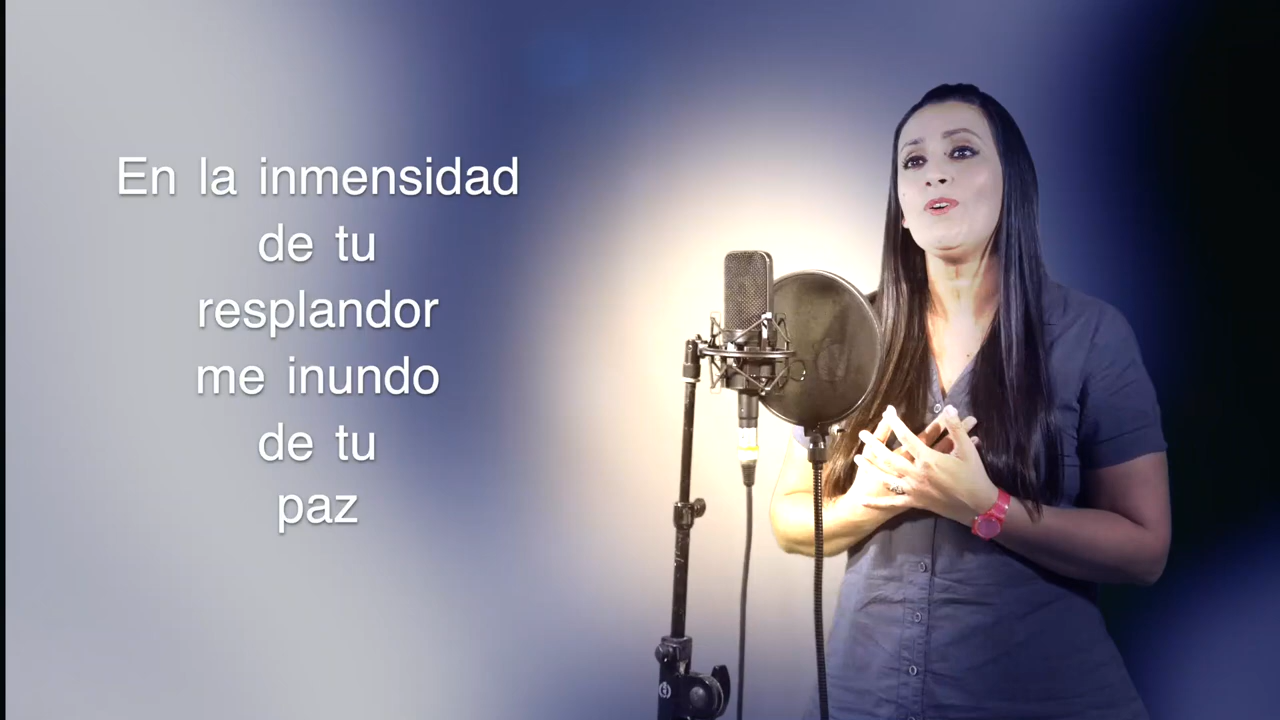 En la inmensidad
de tu
resplandor
me inundo
de tu
paz